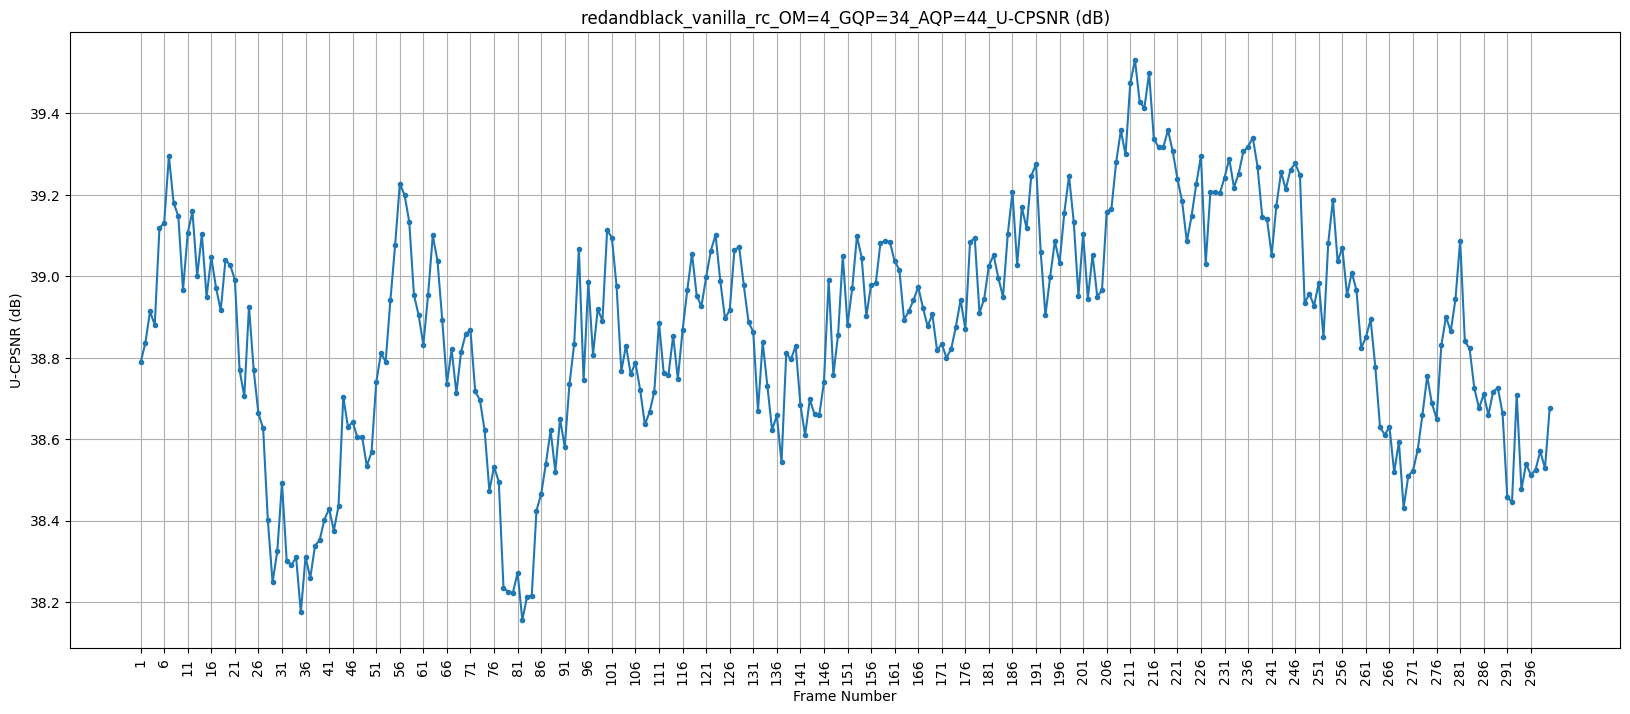 redandblack_vanilla_rc_OM=4_GQP=34_AQP=44_U-CPSNR (dB)
U-CPSNR (dB)
39.4
39.2
39.0
38.8
38.6
38.4
38.2
1 6 11 16 21 26 31 36 41 46 51 56 61 66 71 76 81 86 91 96 101 106 111 116 121 126 131 136 141 146 151 156 161 166 171 176 181 186 191 196 201 206 211 216 221 226 231 236 241 246 251 256 261 266 271 276 281 286 291 296
Frame Number